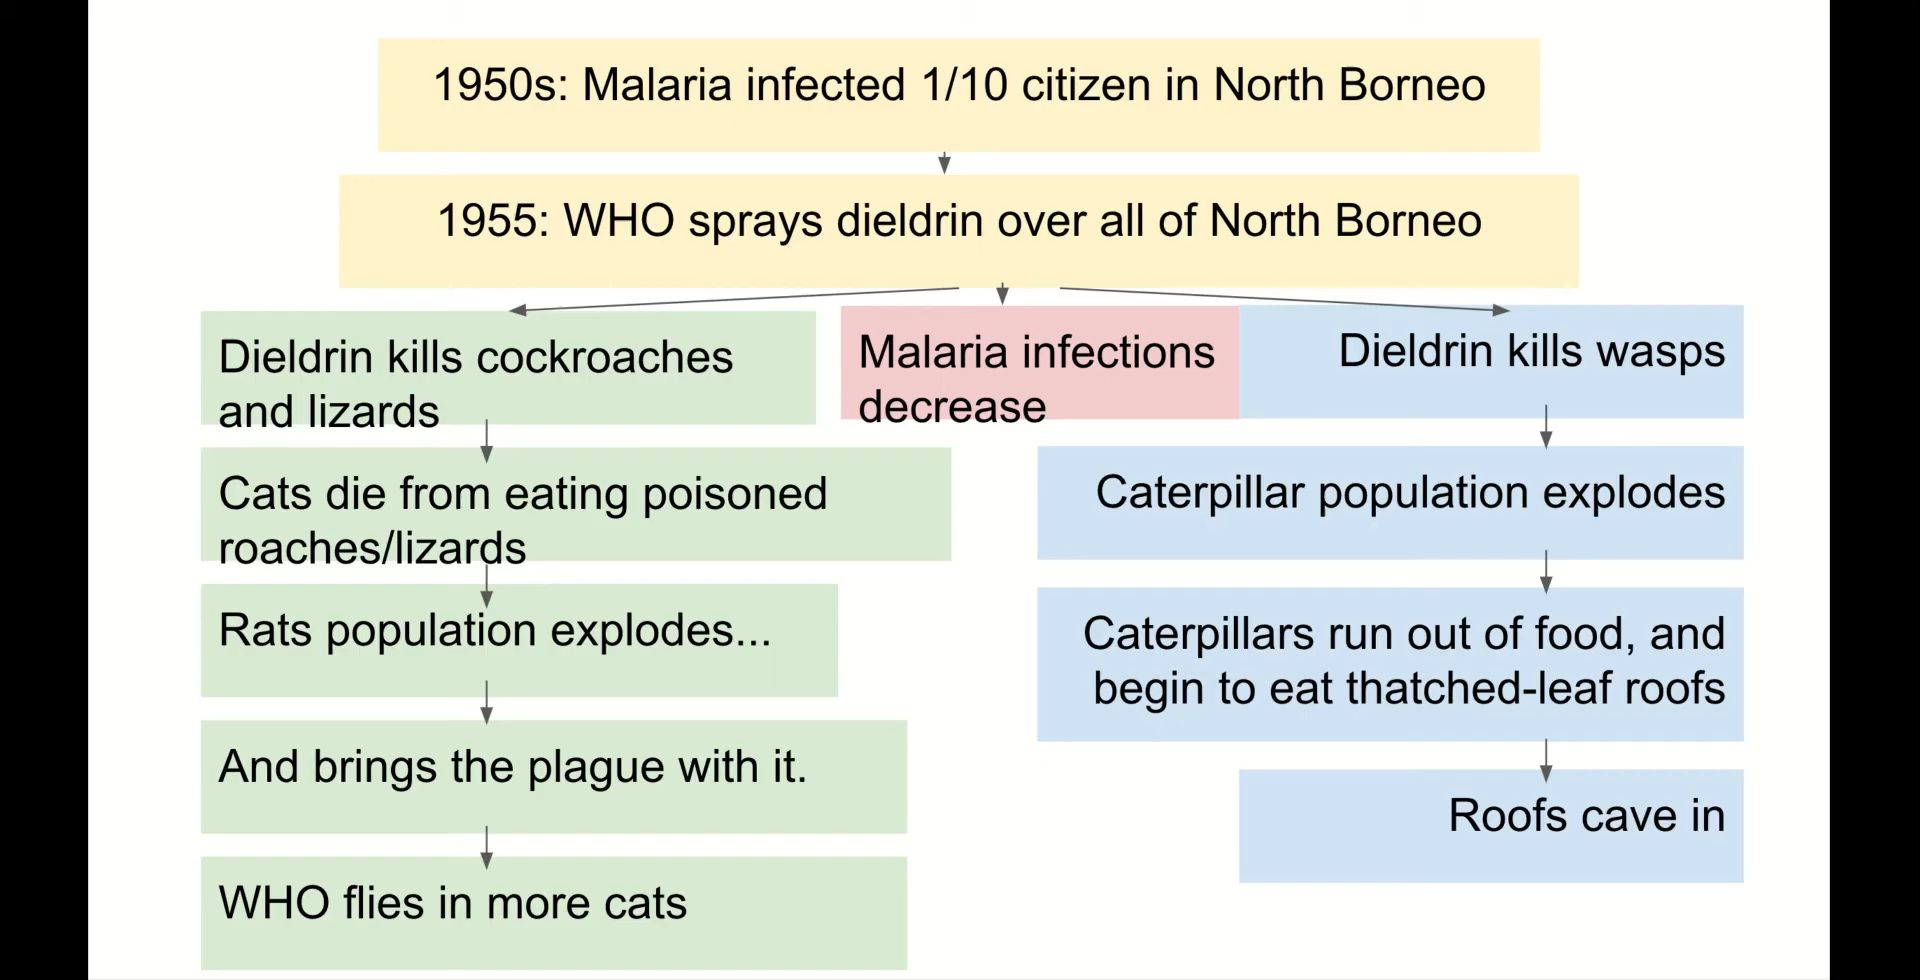 1950s: Malaria infected 1/10 citizen in North Borneo
1955: WHO sprays dieldrin over all of North Borneo
Dieldrin kills cockroaches
and lizards
Cats die from eating poisoned
roaches/lizards
Rats population explodes...
And brings the plague with it.
WHO flies in more cats
Malaria infections
decrease
Dieldrin kills wasps
Caterpillar population explodes
Caterpillars run out of food, and
begin to eat thatched-leaf roofs
Roofs cave in